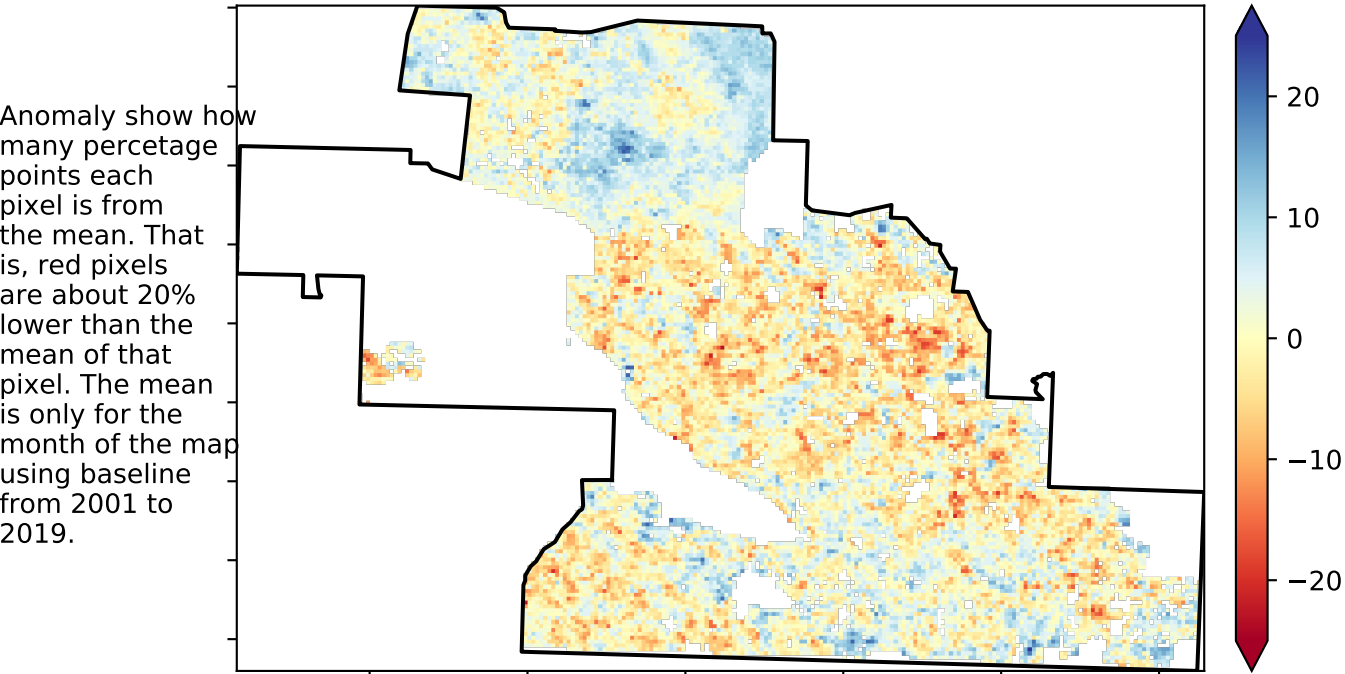 Anomaly show how
many percetage
points each
pixel is from
the mean. That
is, red pixels
are about 20%
lower than the
mean of that
pixel. The mean
is only for the
month of the map
using baseline
from 2001 to
2019.
20
10
0
−10
−20